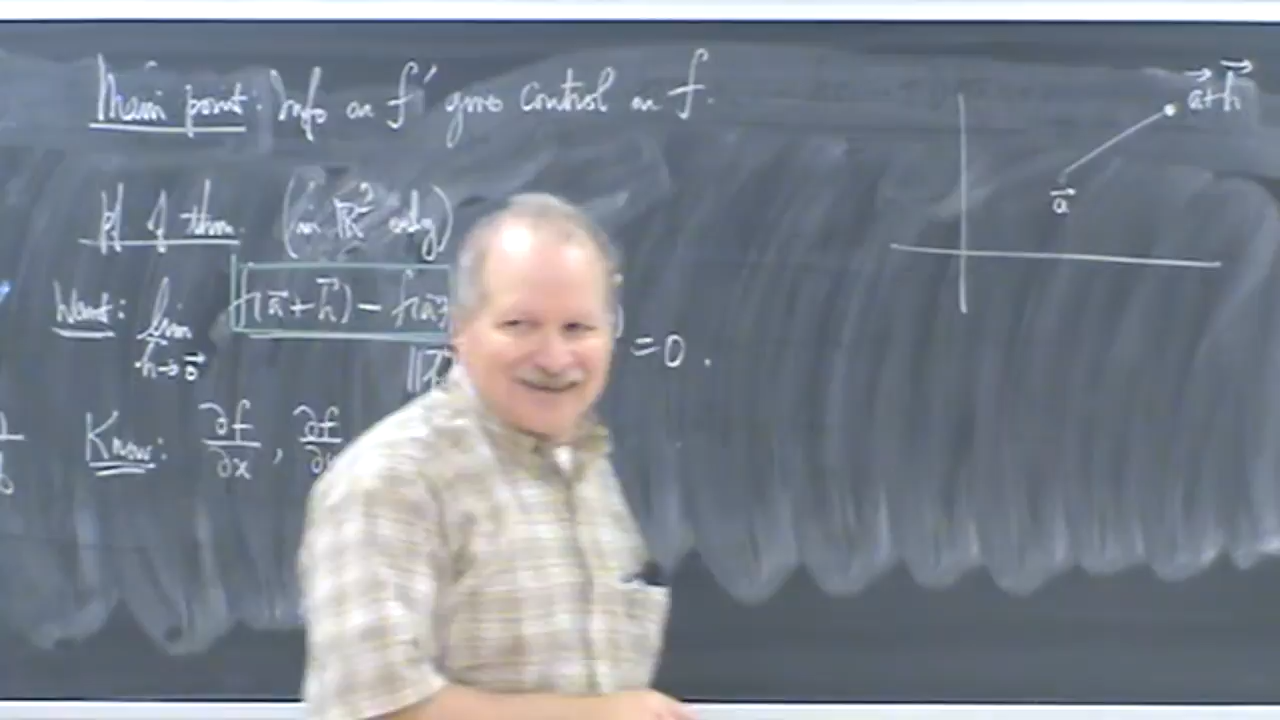 Main point: Info on f' gives control on f.
a⃗+h⃗
a⃗
Pf of thm. (in ℝ² only)
Want: lim f(a⃗+h⃗) - f(a⃗) = 0.
h→0⃗ ||h⃗
Know: ∂f/∂x, ∂f/∂